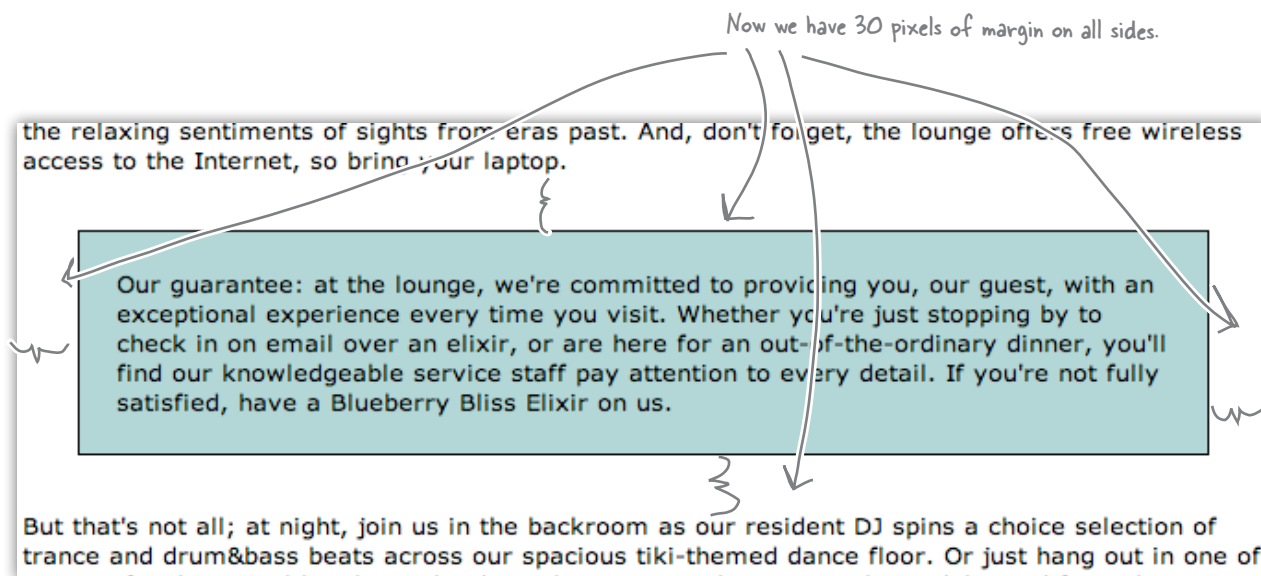 Now we have 30 pixels of margin on all sides.
the relaxing sentiments of sights from eras past. And, don't forget, the lounge offers free wireless
access to the Internet, so bring your laptop.
Our guarantee: at the lounge, we're committed to providing you, our guest, with an
exceptional experience every time you visit. Whether you're just stopping by to
check in on email over an elixir, or are here for an out-of-the-ordinary dinner, you'll
find our knowledgeable service staff pay attention to every detail. If you're not fully
satisfied, have a Blueberry Bliss Elixir on us.
But that's not all; at night, join us in the backroom as our resident DJ spins a choice selection of
trance and drum&bass beats across our spacious tiki-themed dance floor. Or just hang out in one of